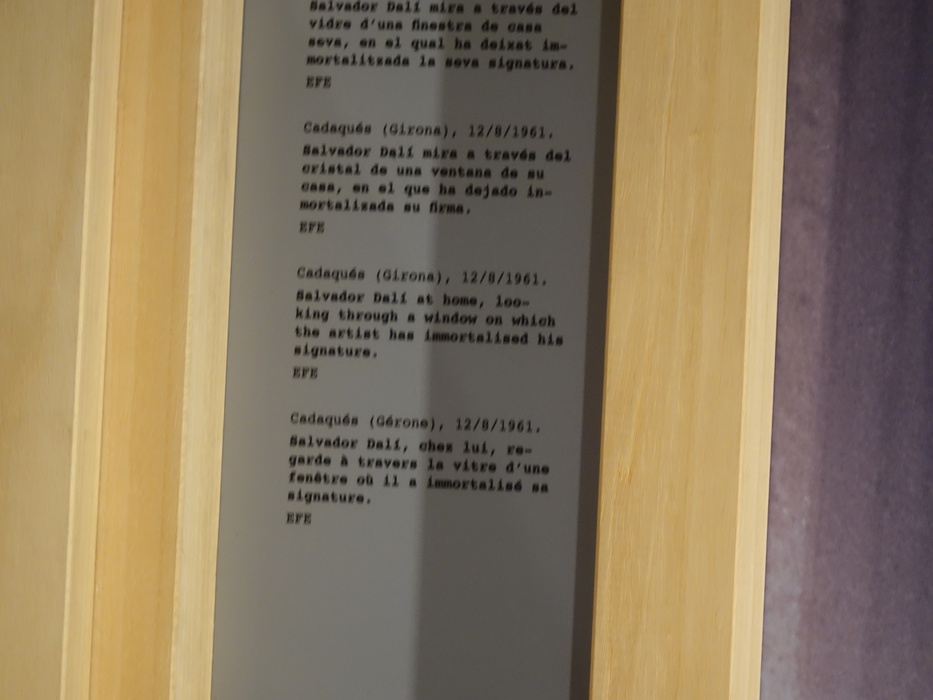 Salvador Dalí mira a través del
vidre d'una finestra de casa
seva, en el qual ha deixat im-
mortalitzada la seva signatura.
EFE
Cadaqués (Girona), 12/8/1961.
Salvador Dalí mira a través del
cristal de una ventana de su
casa, en el que ha dejado in-
mortalizada su firma.
EFE
Cadaqués (Girona), 12/8/1961.
Salvador Dalí at home, loo-
king through a window on which
the artist has immortalised his
signature.
EFE
Cadaqués (Gérone), 12/8/1961.
Salvador Dalí, chez lui, re-
garde à travers la vitre d'une
fenêtre où il a immortalisé sa
signature.
EFE